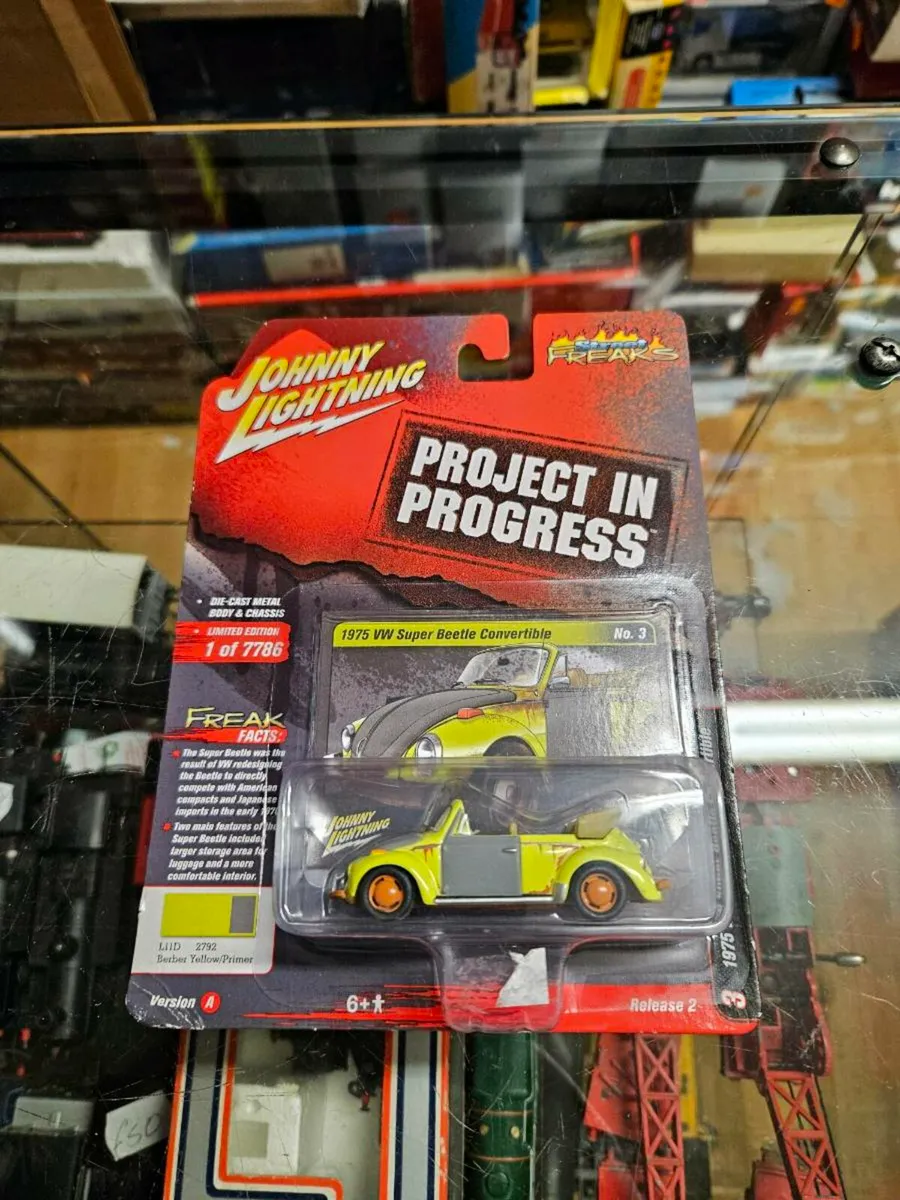 JOHNNY
LIGHTNING®
Street
FREAKS
PROJECT IN
PROGRESS™
• DIE-CAST METAL
BODY & CHASSIS
• LIMITED EDITION
1 of 7786
1975 VW Super Beetle Convertible No. 3
FREAK
FACTS:
The Super Beetle was the
result of VW redesigning
the Beetle to directly
compete with American
compacts and Japanese
imports in the early
Two main features of the
Super Beetle included
larger storage area for
luggage and a more
comfortable interior.
JOHNNY
LIGHTNING
L11D 2792
Berber Yellow/Primer
Version A
6+
Release 2
3
1975
£50